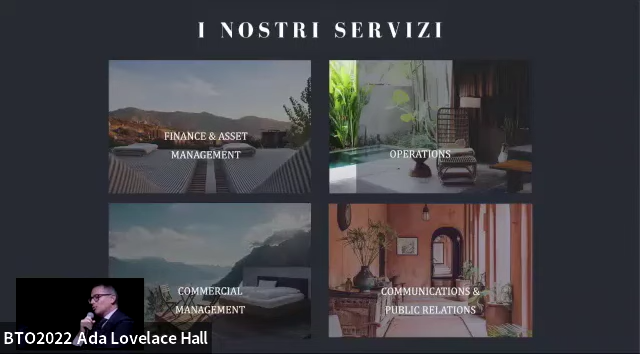 I NOSTRI SERVIZI
FINANCE & ASSET
MANAGEMENT
OPERATIONS
COMMERCIAL
MANAGEMENT
COMMUNICATIONS &
PUBLIC RELATIONS
BTO2022 Ada Lovelace Hall